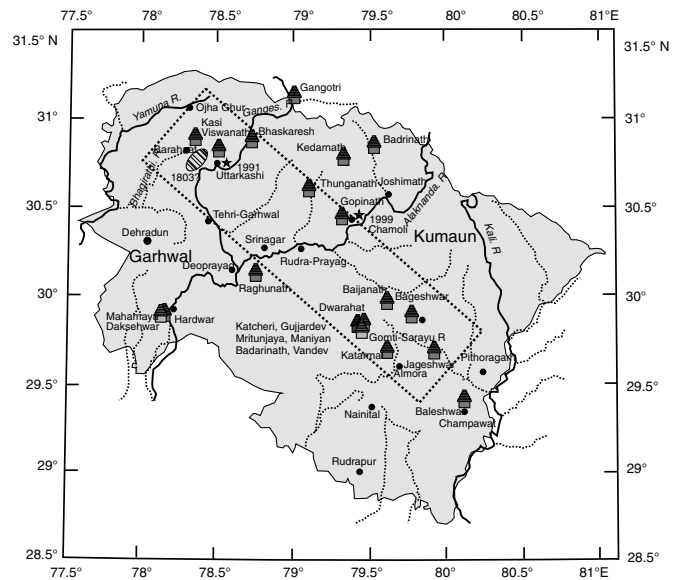 77.5° 78° 78.5° 79° 79.5° 80° 80.5° 81°E
31.5° N 31.5° N
Gangotri
Yamuna R.
Ojha Ghur
Ganges. R
31° 31°
Kasi
Viswanath
Bhaskaresh
Badrinath
Kedarnath
Barahat
1991
1803?
Uttarkashi
Thunganath
Joshimath
Bhagirathi R
Gopinath
Alaknanda. R
30.5° 30.5°
Tehri-Garhwal
1999
Chamoli
Kali. R
Dehradun
Kumaun
Srinagar
Garhwal
Rudra-Prayag
Deoprayag
30° 30°
Raghunath
Baijanath
Bageshwar
Mahamaya
Daksehwar
Hardwar
Dwarahat
Katcheri, Gujjardev
Mritunjaya, Maniyan
Badarinath, Vandev
Gomti-Sarayu R
Katarmal
Jageshwar
Pithoragarh
Almora
29.5° 29.5°
Nainital
Baleshwar
Champawat
Rudrapur
29° 29°
28.5° 28.5°
77.5° 78° 78.5° 79° 79.5° 80° 80.5° 81°E